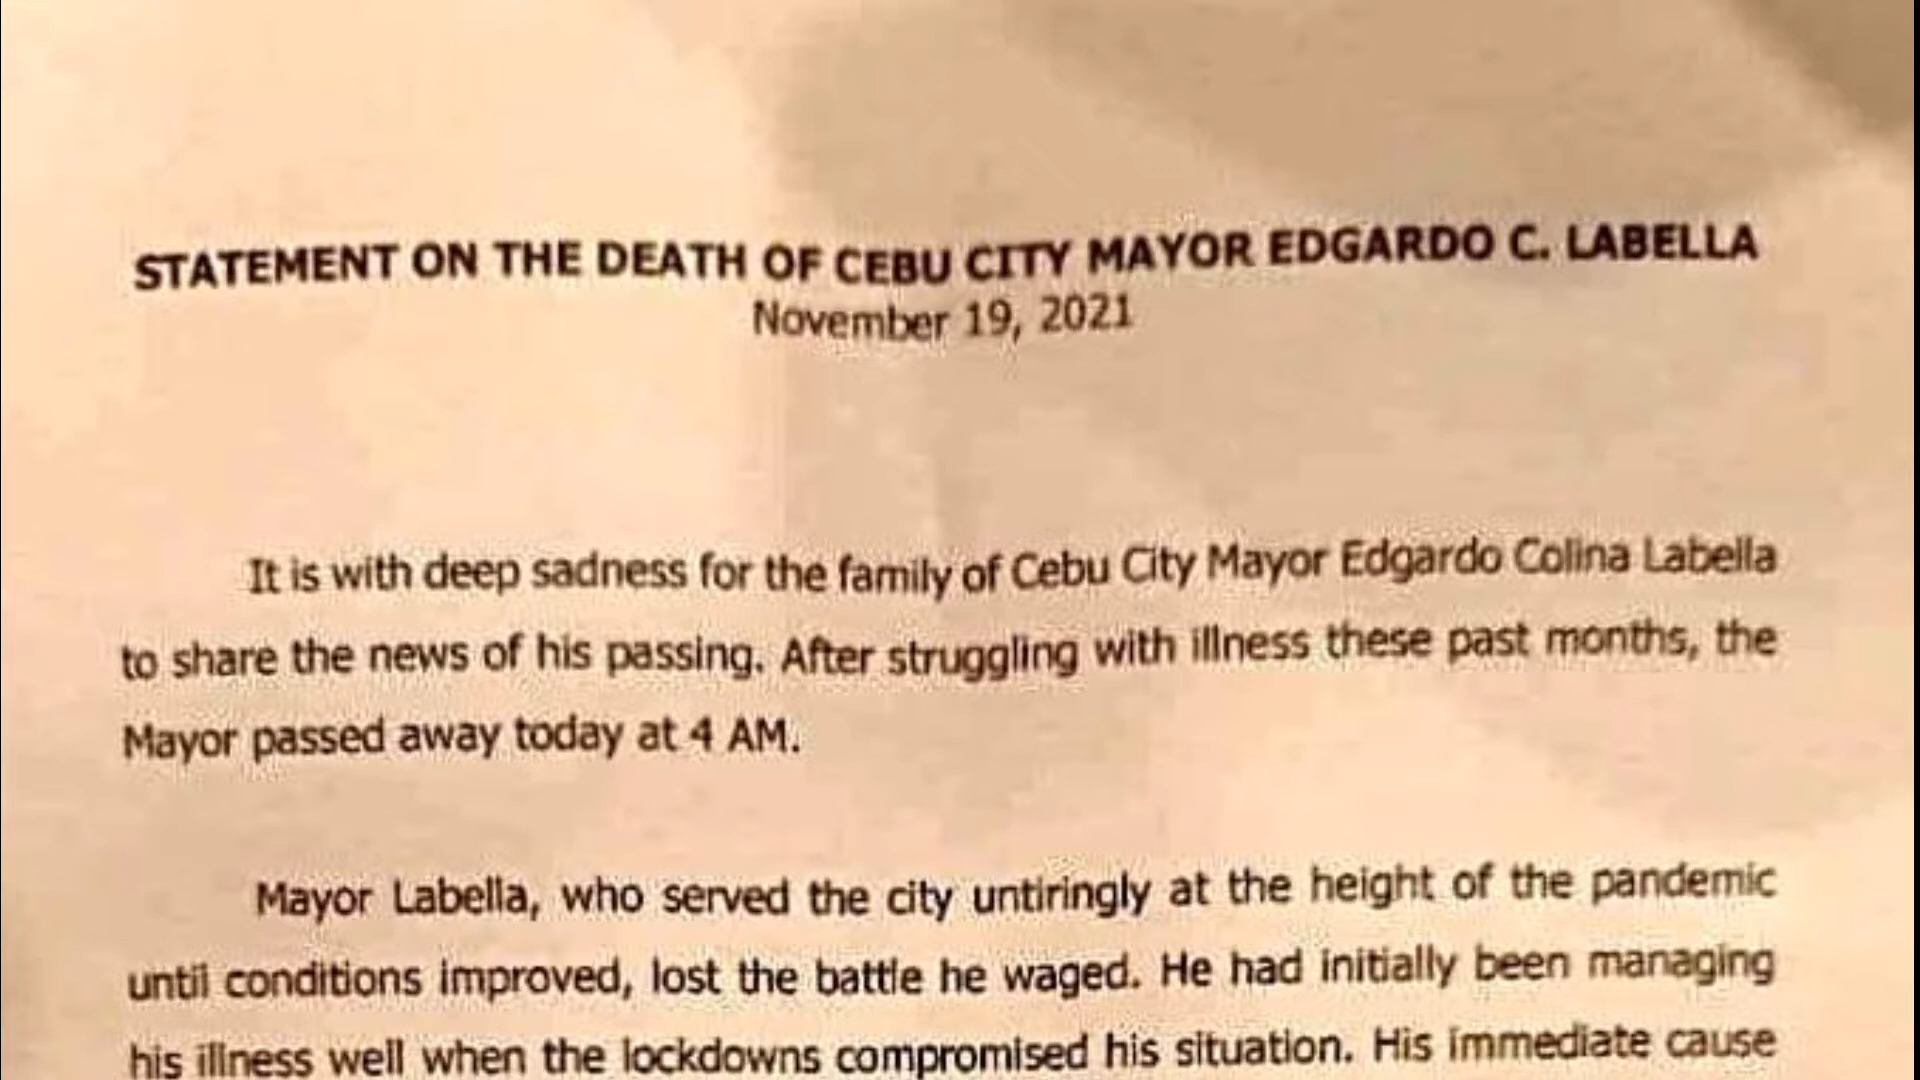 STATEMENT ON THE DEATH OF CEBU CITY MAYOR EDGARDO C. LABELLA
November 19, 2021
It is with deep sadness for the family of Cebu City Mayor Edgardo Colina Labella
to share the news of his passing. After struggling with illness these past months, the
Mayor passed away today at 4 AM.
Mayor Labella, who served the city untiringly at the height of the pandemic
until conditions improved, lost the battle he waged. He had initially been managing
his illness well when the lockdowns compromised his situation. His immediate cause